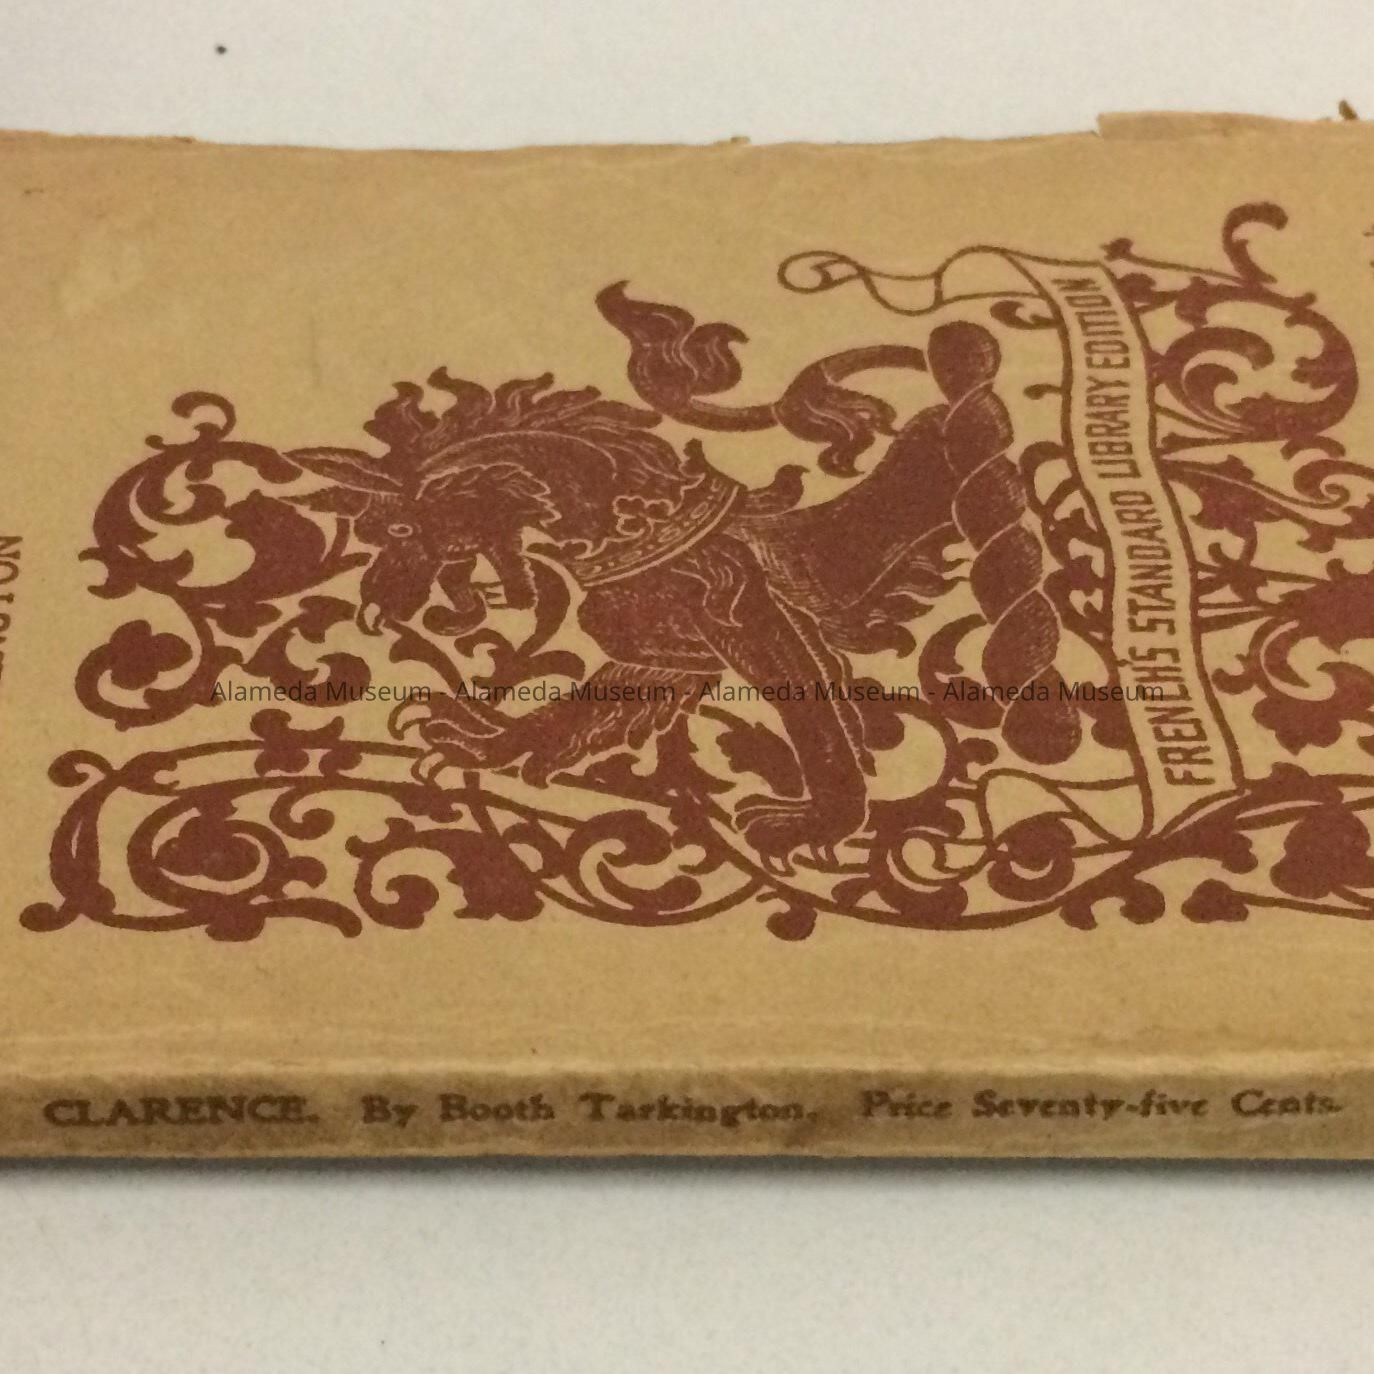 FRENCH'S STANDARD LIBRARY EDITION
Alameda Museum - Alameda Museum - Alameda Museum - Alameda Museum
CLARENCE. By Booth Tarkington. Price Seventy-five Cents.